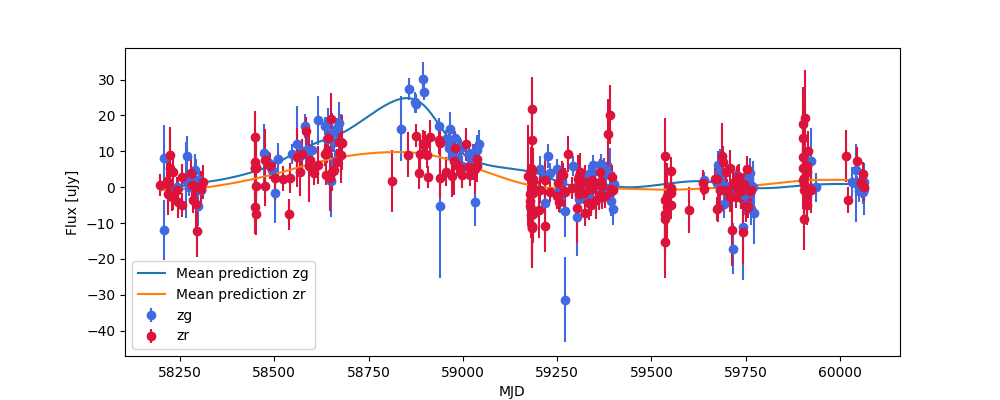 30
20
10
0
−10
−20
−30
−40
Flux [uJy]
Mean prediction zg
Mean prediction zr
zg
zr
58250 58500 58750 59000 59250 59500 59750 60000
MJD